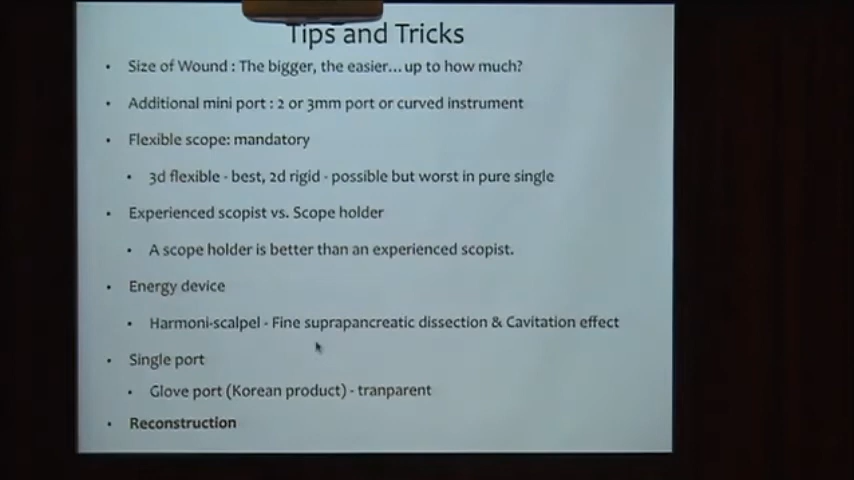 Tips and Tricks
• Size of Wound : The bigger, the easier... up to how much?
• Additional mini port : 2 or 3mm port or curved instrument
• Flexible scope: mandatory
• 3d flexible - best, 2d rigid - possible but worst in pure single
• Experienced scopist vs. Scope holder
• A scope holder is better than an experienced scopist.
• Energy device
• Harmoni-scalpel - Fine suprapancreatic dissection & Cavitation effect
• Single port
• Glove port (Korean product) - tranparent
• Reconstruction